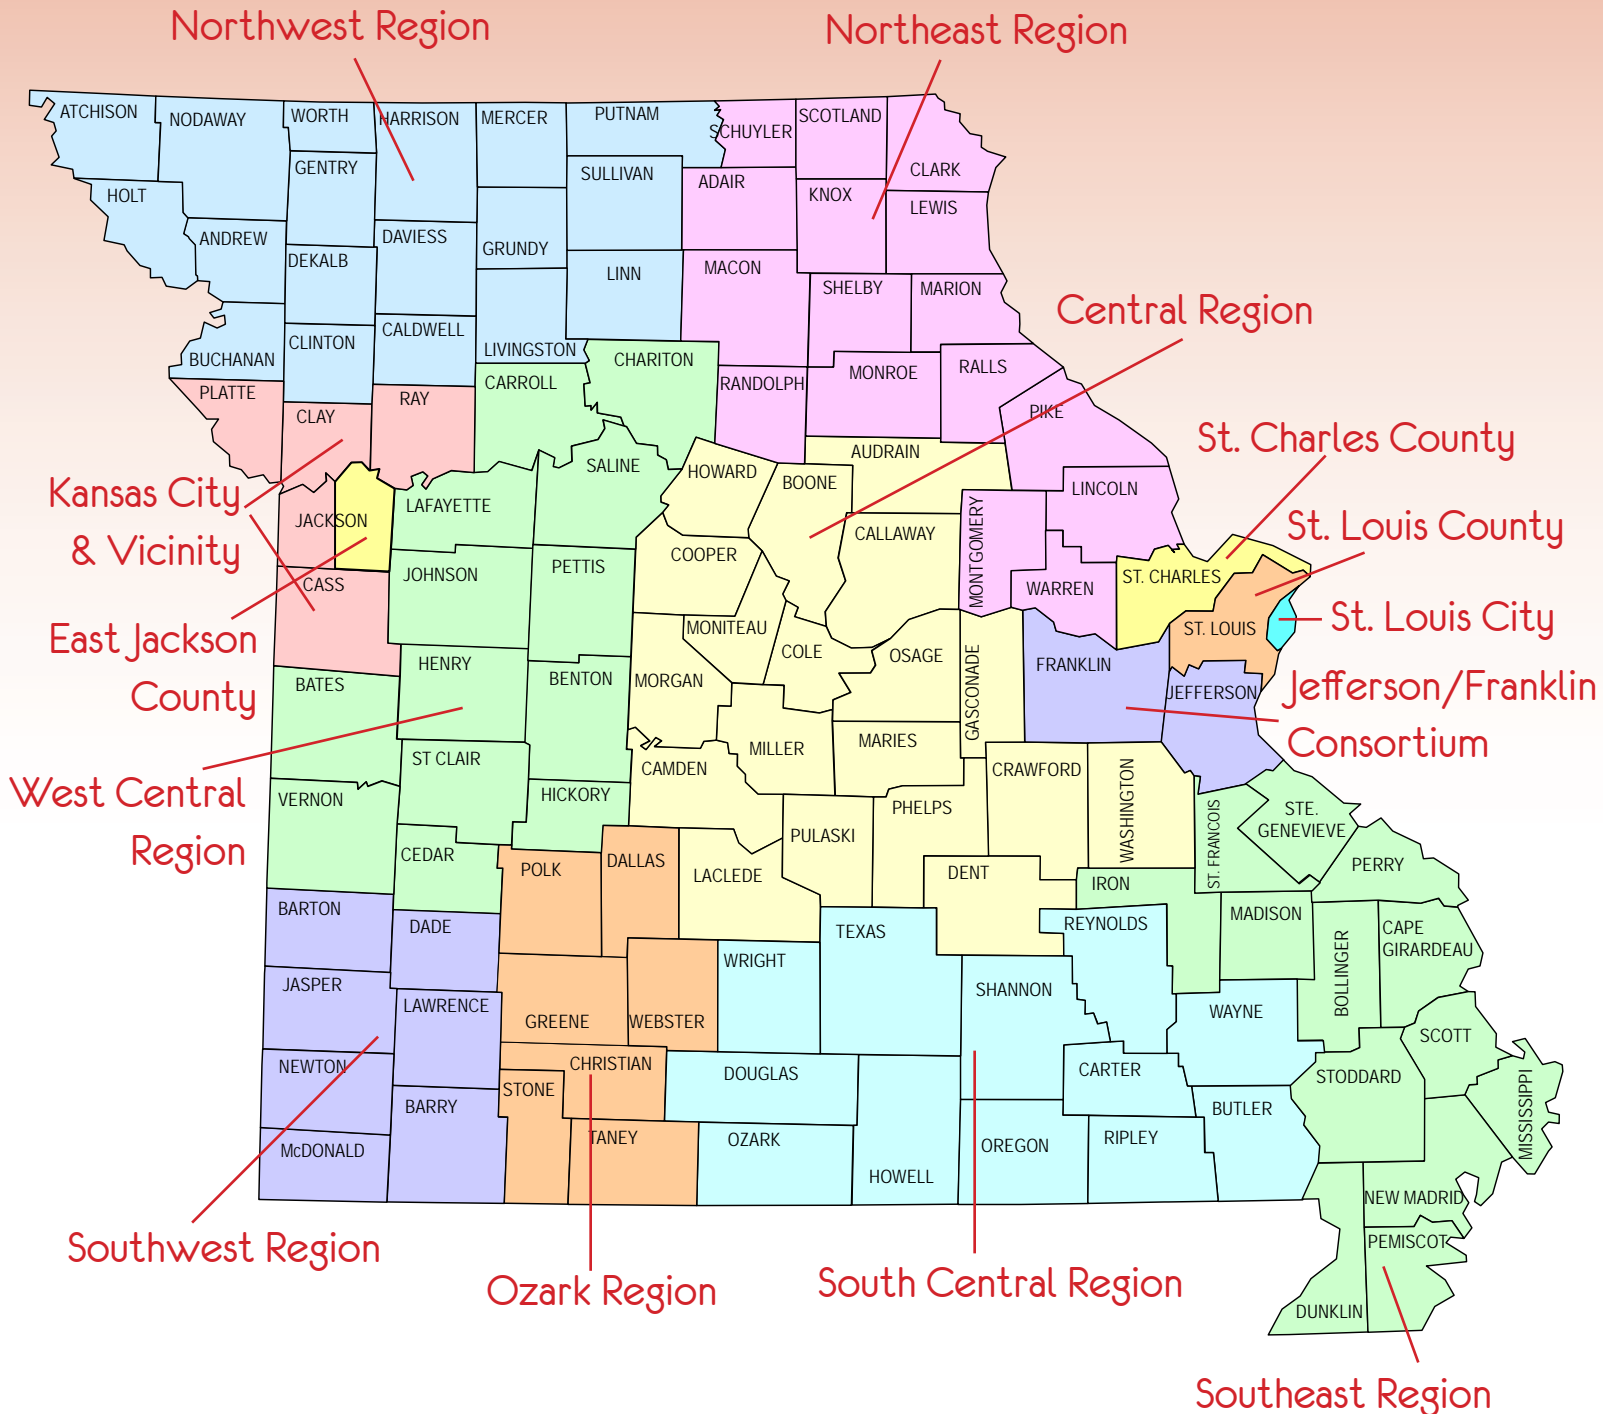 Northwest Region
Northeast Region
ATCHISON
NODAWAY
WORTH
HARRISON
MERCER
PUTNAM
SCHUYLER
SCOTLAND
CLARK
GENTRY
SULLIVAN
ADAIR
KNOX
LEWIS
HOLT
ANDREW
DAVIESS
GRUNDY
DEKALB
LINN
MACON
SHELBY
MARION
Central Region
BUCHANAN
CLINTON
CALDWELL
LIVINGSTON
CHARITON
MONROE
RALLS
PLATTE
CLAY
RAY
CARROLL
RANDOLPH
PIKE
St. Charles County
AUDRAIN
HOWARD
BOONE
SALINE
LINCOLN
Kansas City
& Vicinity
LAFAYETTE
JACKSON
CALLAWAY
MONTGOMERY
St. Louis County
COOPER
PETTIS
JOHNSON
CASS
WARREN
ST. CHARLES
St. Louis City
East Jackson
County
MONITEAU
COLE
OSAGE
GASCONADE
ST. LOUIS
HENRY
BENTON
MORGAN
FRANKLIN
JEFFERSON
Jefferson/Franklin
Consortium
BATES
ST CLAIR
CAMDEN
MILLER
MARIES
CRAWFORD
WASHINGTON
West Central
Region
VERNON
HICKORY
PULASKI
PHELPS
ST. FRANCOIS
STE.
GENEVIEVE
CEDAR
POLK
DALLAS
LACLEDE
DENT
IRON
PERRY
BARTON
DADE
TEXAS
REYNOLDS
MADISON
BOLLINGER
CAPE
GIRARDEAU
JASPER
LAWRENCE
GREENE
WEBSTER
WRIGHT
SHANNON
WAYNE
SCOTT
NEWTON
CHRISTIAN
STONE
DOUGLAS
CARTER
STODDARD
MISSISSIPPI
BARRY
BUTLER
McDONALD
TANEY
OZARK
HOWELL
OREGON
RIPLEY
NEW MADRID
PEMISCOT
Southwest Region
Ozark Region
South Central Region
DUNKLIN
Southeast Region